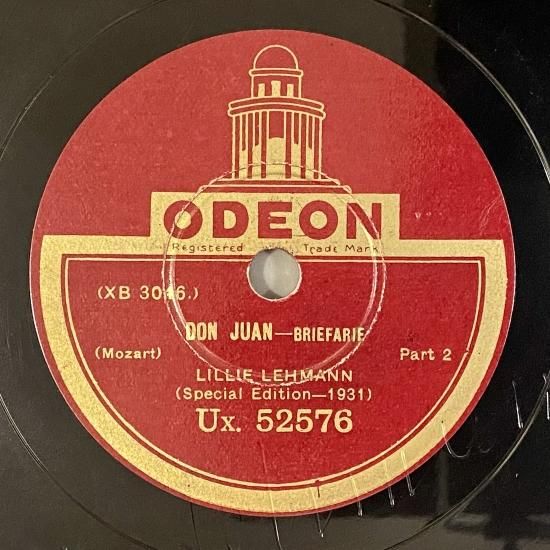 ODEON
Registered Trade Mark
(XB 3046.)
DON JUAN—BRIEFARIE
(Mozart) Part 2
LILLIE LEHMANN
(Special Edition—1931)
Ux. 52576